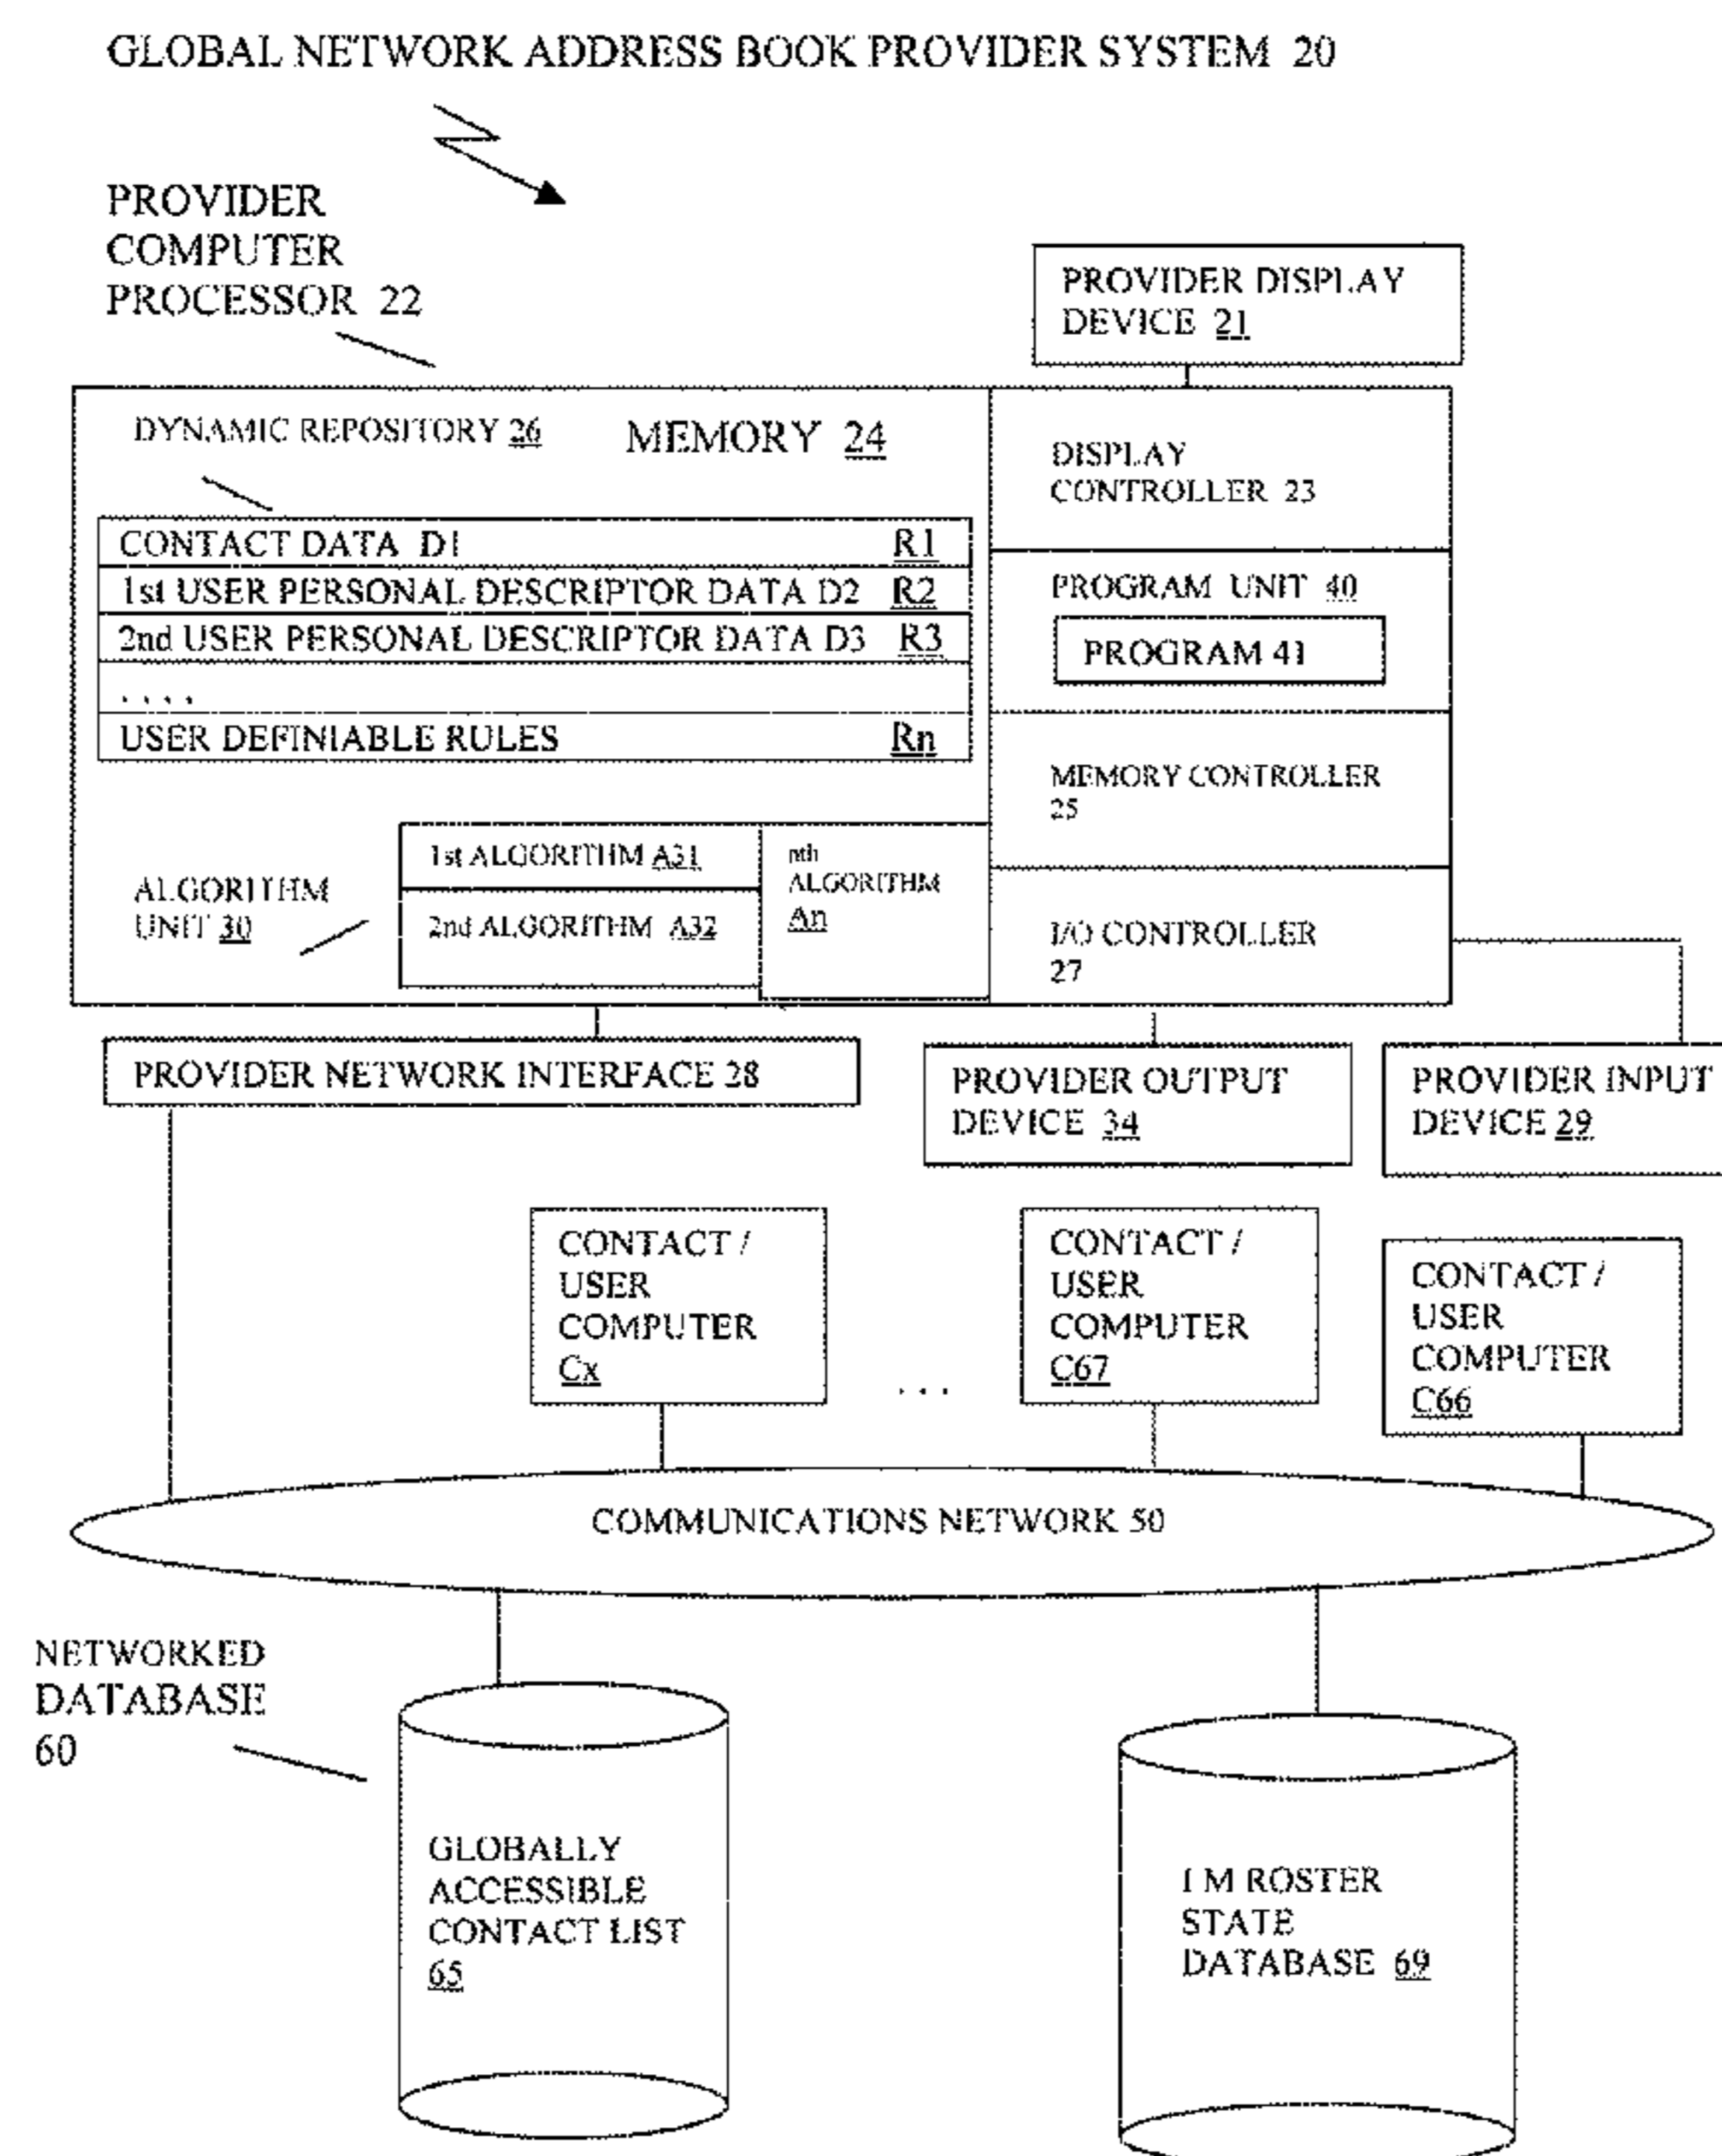 GLOBAL NETWORK ADDRESS BOOK PROVIDER SYSTEM 20
PROVIDER
COMPUTER
PROCESSOR 22
PROVIDER DISPLAY
DEVICE 21
DYNAMIC REPOSITORY 26
MEMORY 24
CONTACT DATA D1 R1
1st USER PERSONAL DESCRIPTOR DATA D2 R2
2nd USER PERSONAL DESCRIPTOR DATA D3 R3
. . . .
USER DEFINIABLE RULES Rn
ALGORITHM
UNIT 30
1st ALGORITHM A31
2nd ALGORITHM A32
nth
ALGORITHM
An
DISPLAY
CONTROLLER 23
PROGRAM UNIT 40
PROGRAM 41
MEMORY CONTROLLER
25
I/O CONTROLLER
27
PROVIDER NETWORK INTERFACE 28
PROVIDER OUTPUT
DEVICE 34
PROVIDER INPUT
DEVICE 29
CONTACT /
USER
COMPUTER
Cx
. . .
CONTACT /
USER
COMPUTER
C67
CONTACT /
USER
COMPUTER
C66
COMMUNICATIONS NETWORK 50
NETWORKED
DATABASE
60
GLOBALLY
ACCESSIBLE
CONTACT LIST
65
I M ROSTER
STATE
DATABASE 69